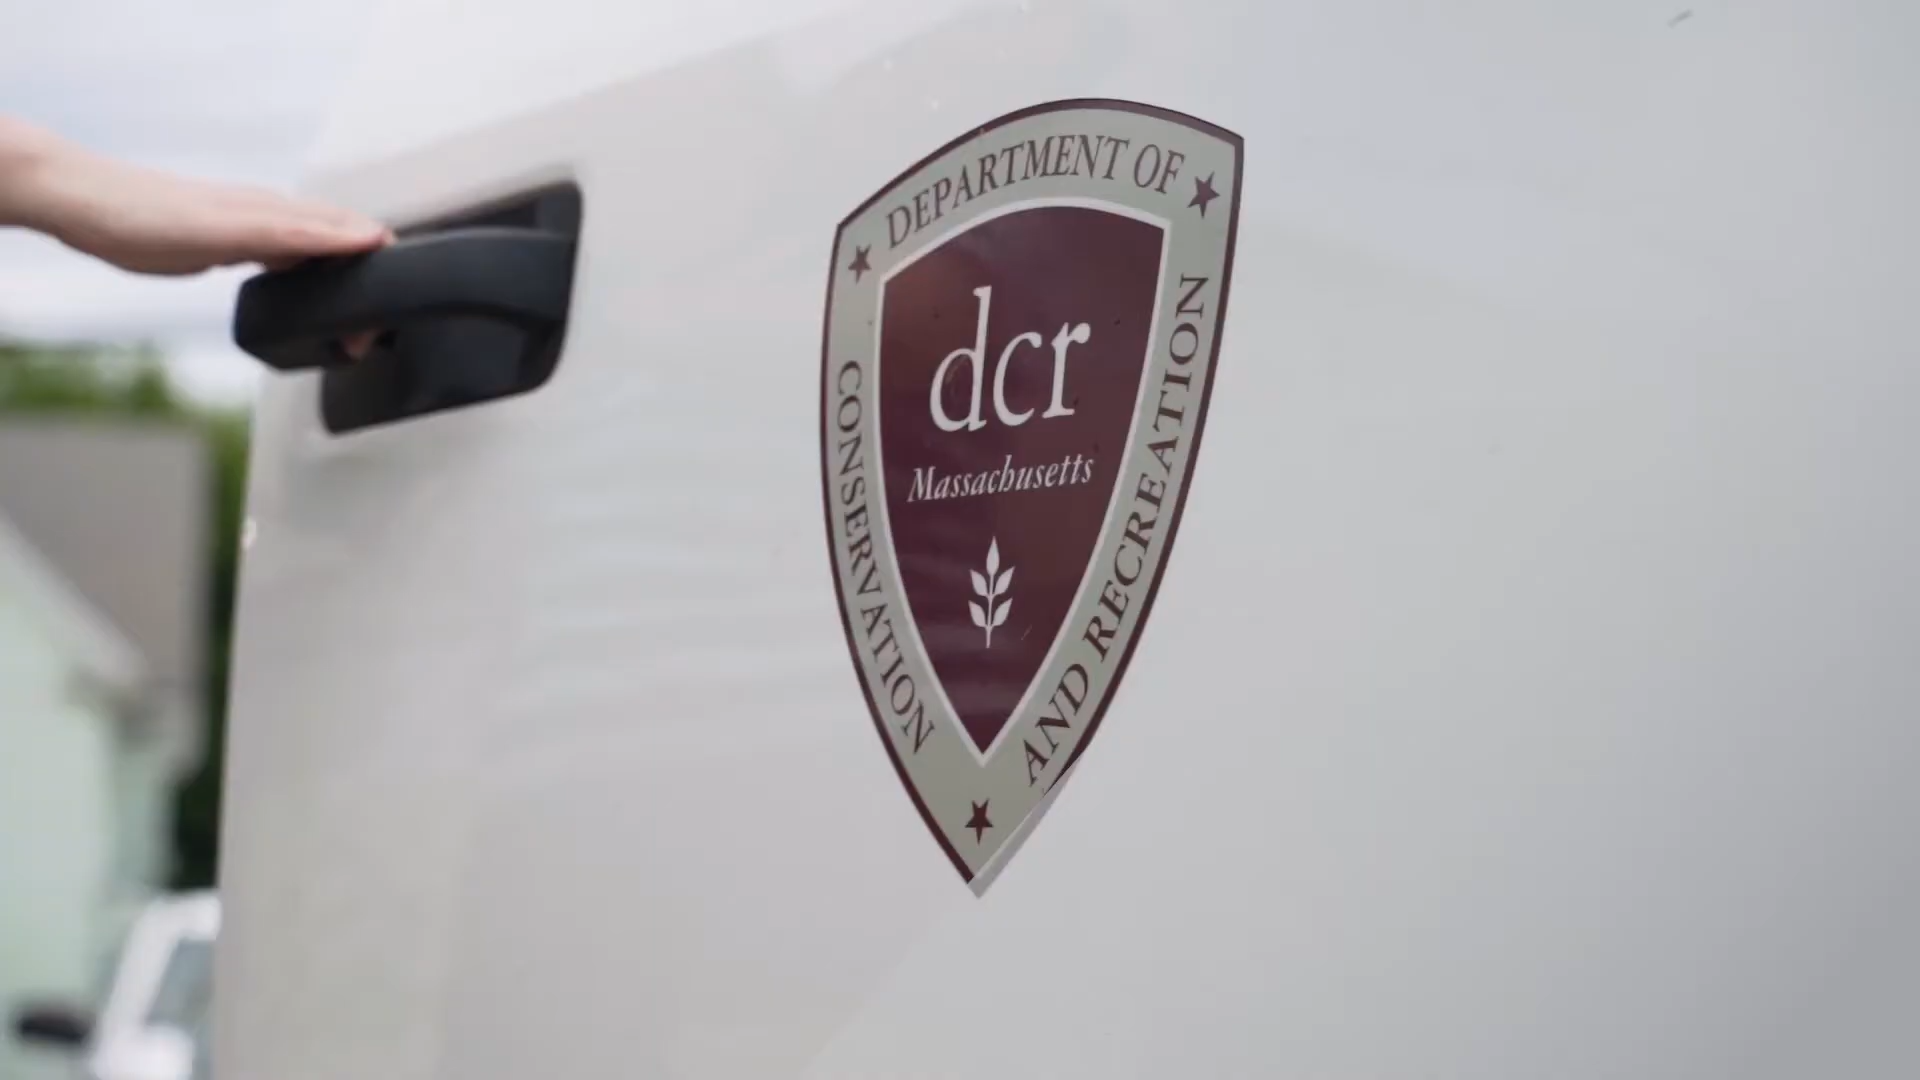 DEPARTMENT OF
CONSERVATION
AND RECREATION
dcr
Massachusetts